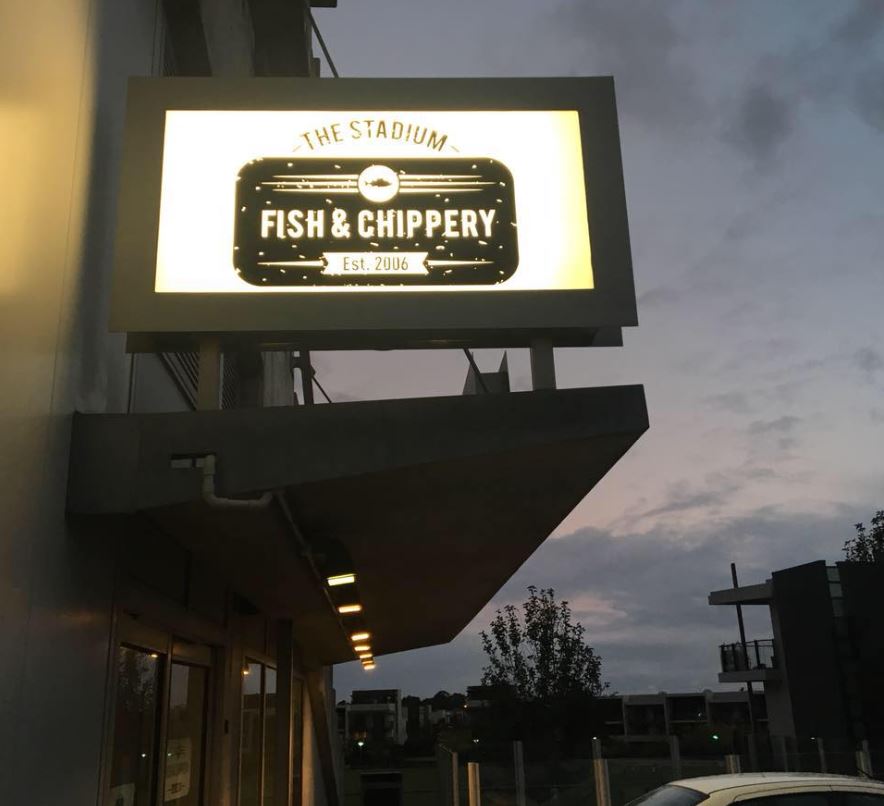 THE STADIUM
FISH & CHIPPERY
Est. 2006